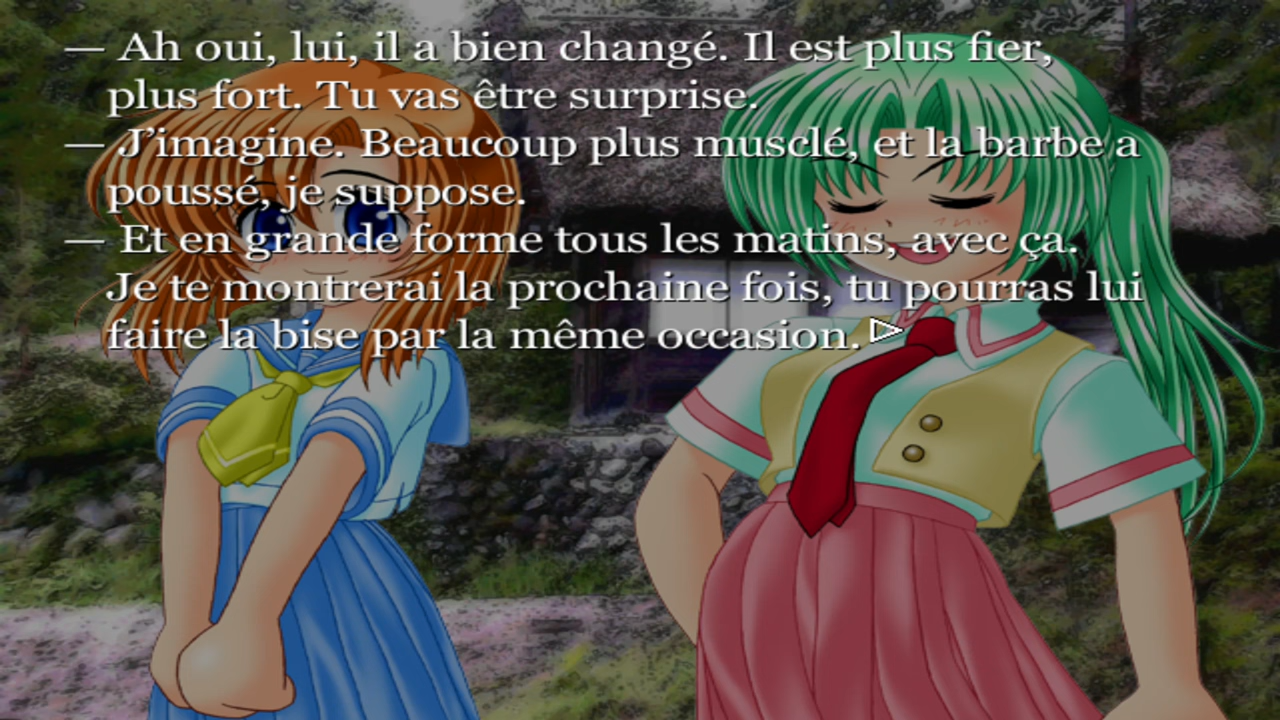 — Ah oui, lui, il a bien changé. Il est plus fier,
plus fort. Tu vas être surprise.
— J'imagine. Beaucoup plus musclé, et la barbe a
poussé, je suppose.
— Et en grande forme tous les matins, avec ça.
Je te montrerai la prochaine fois, tu pourras lui
faire la bise par la même occasion.